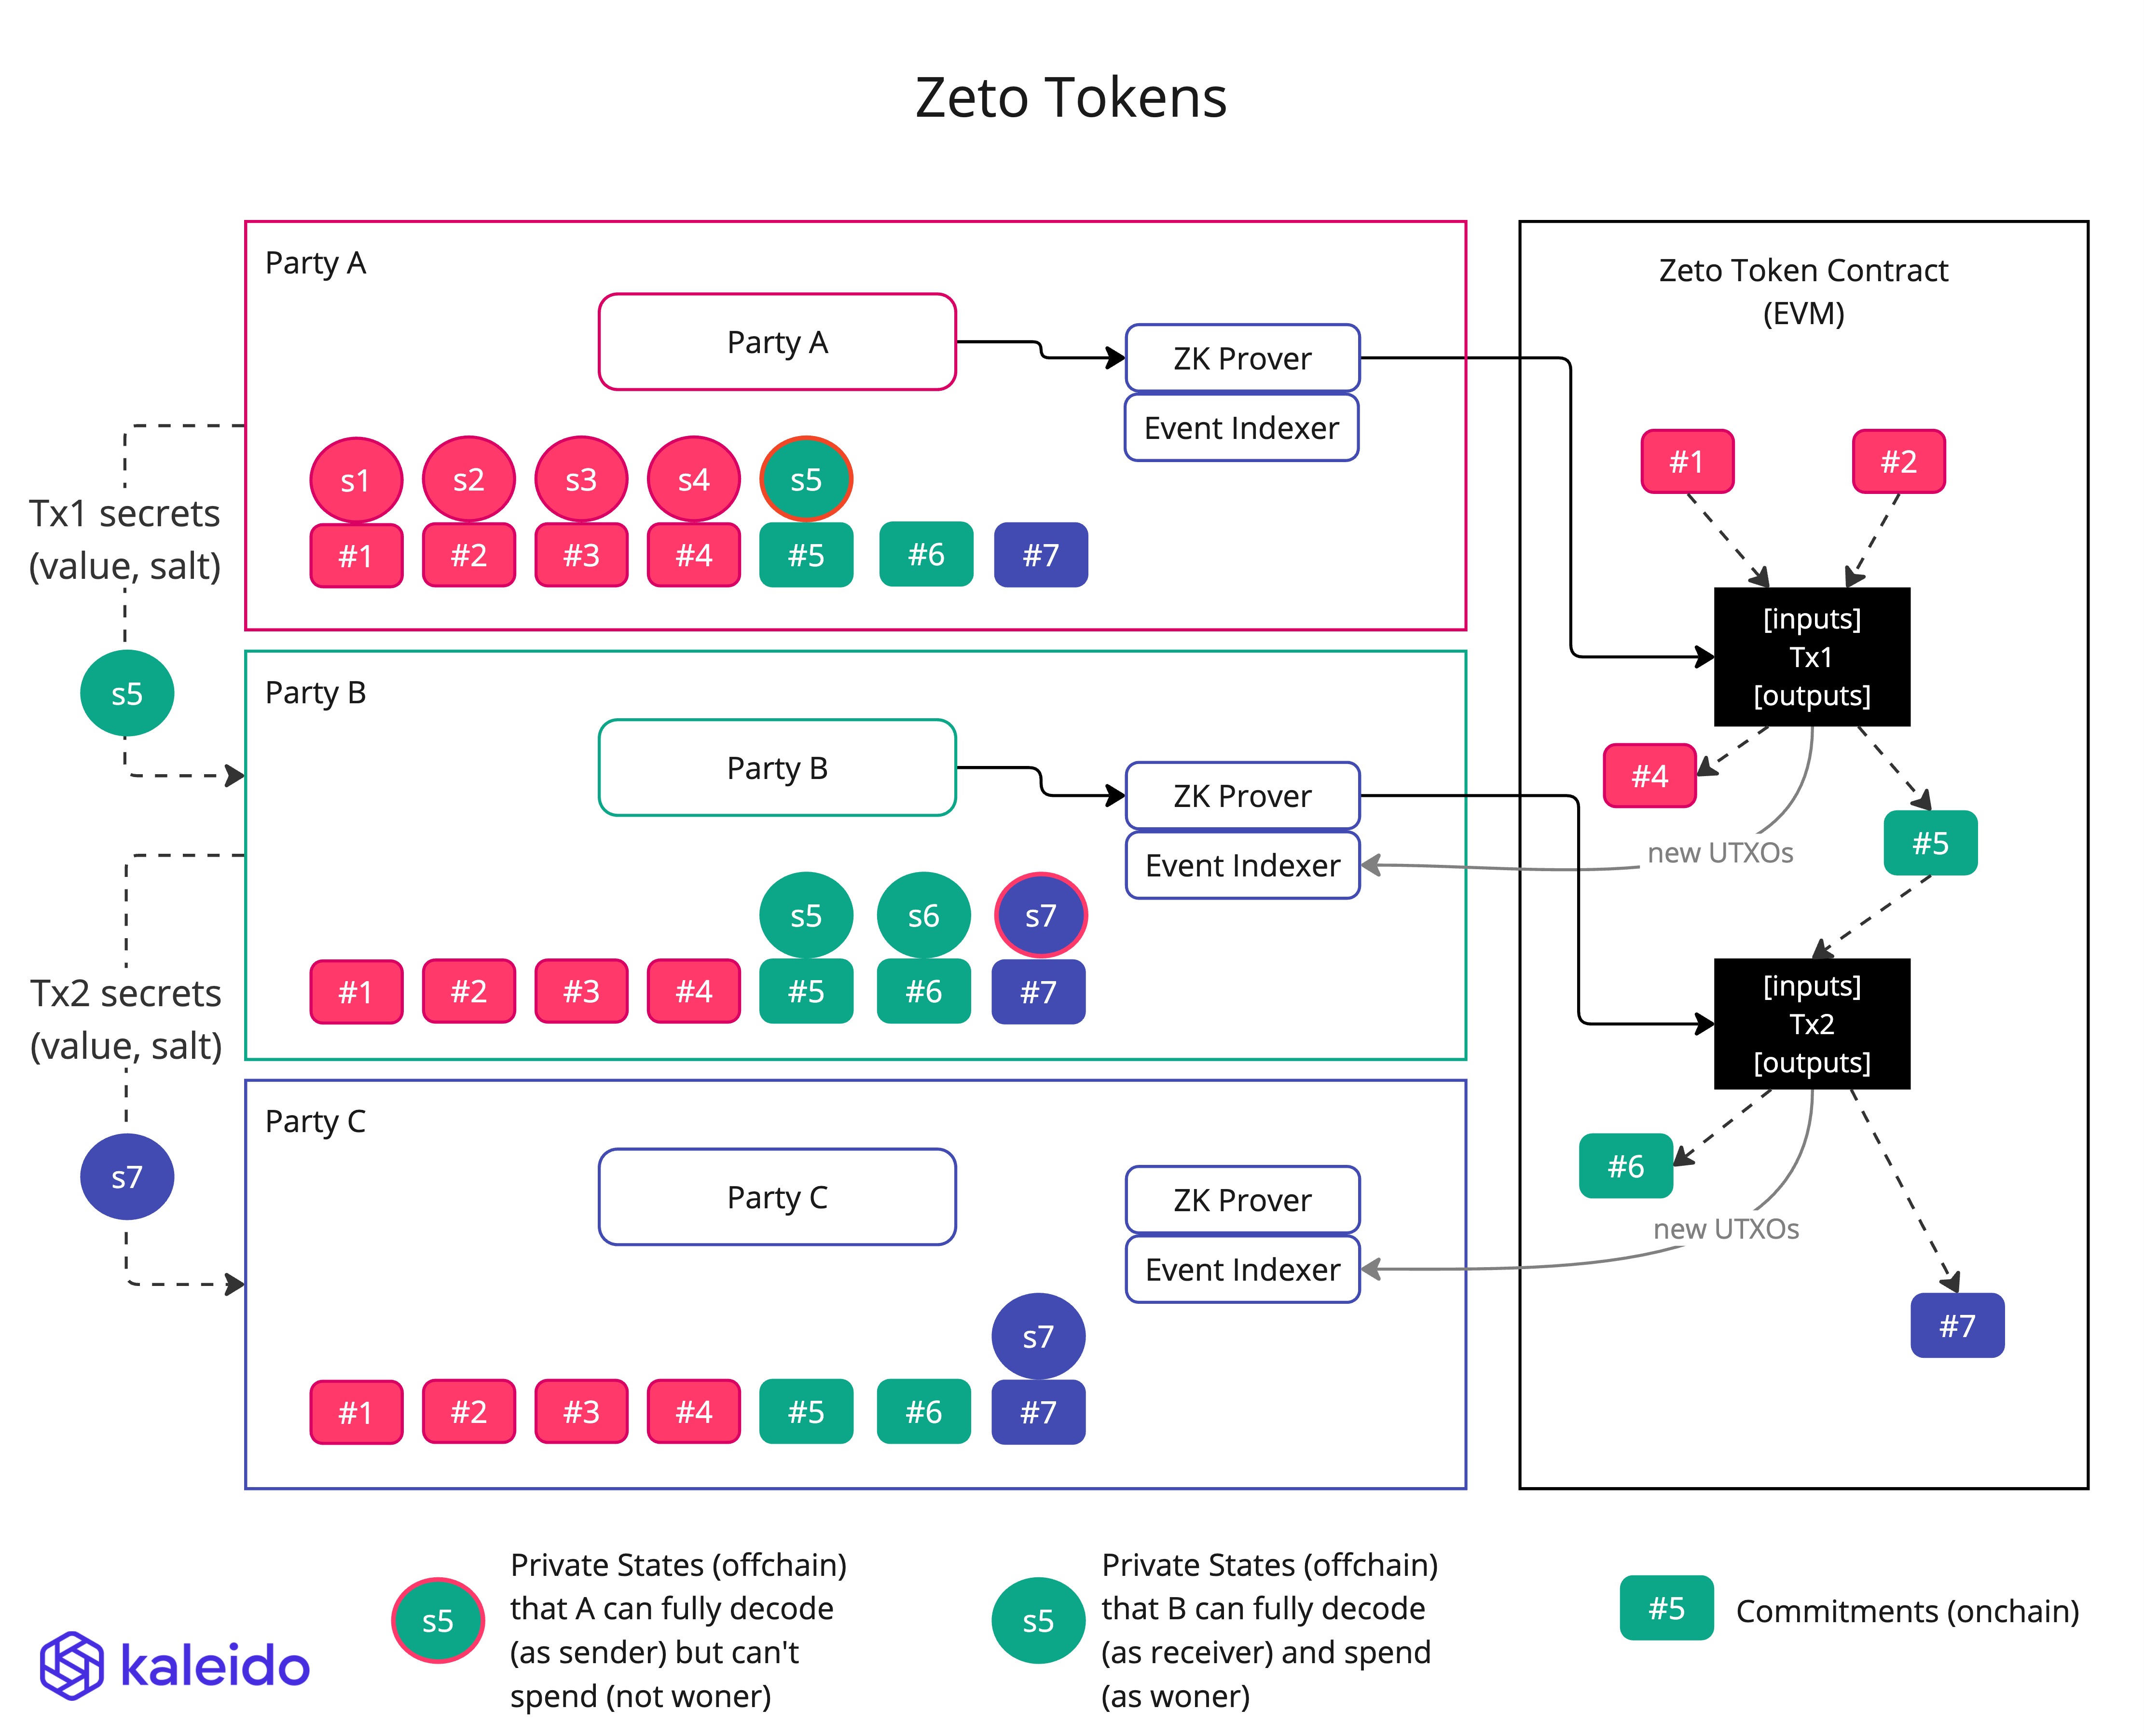 Zeto Tokens
Party A
Party A
ZK Prover
Event Indexer
s1
s2
s3
s4
s5
#1
#2
#3
#4
#5
#6
#7
Tx1 secrets
(value, salt)
s5
Party B
Party B
ZK Prover
Event Indexer
s5
s6
s7
#1
#2
#3
#4
#5
#6
#7
Tx2 secrets
(value, salt)
s7
Party C
Party C
ZK Prover
Event Indexer
s7
#1
#2
#3
#4
#5
#6
#7
Zeto Token Contract
(EVM)
#1
#2
[inputs]
Tx1
[outputs]
#4
new UTXOs
#5
[inputs]
Tx2
[outputs]
#6
new UTXOs
#7
kaleido
s5
Private States (offchain)
that A can fully decode
(as sender) but can't
spend (not woner)
s5
Private States (offchain)
that B can fully decode
(as receiver) and spend
(as woner)
#5
Commitments (onchain)